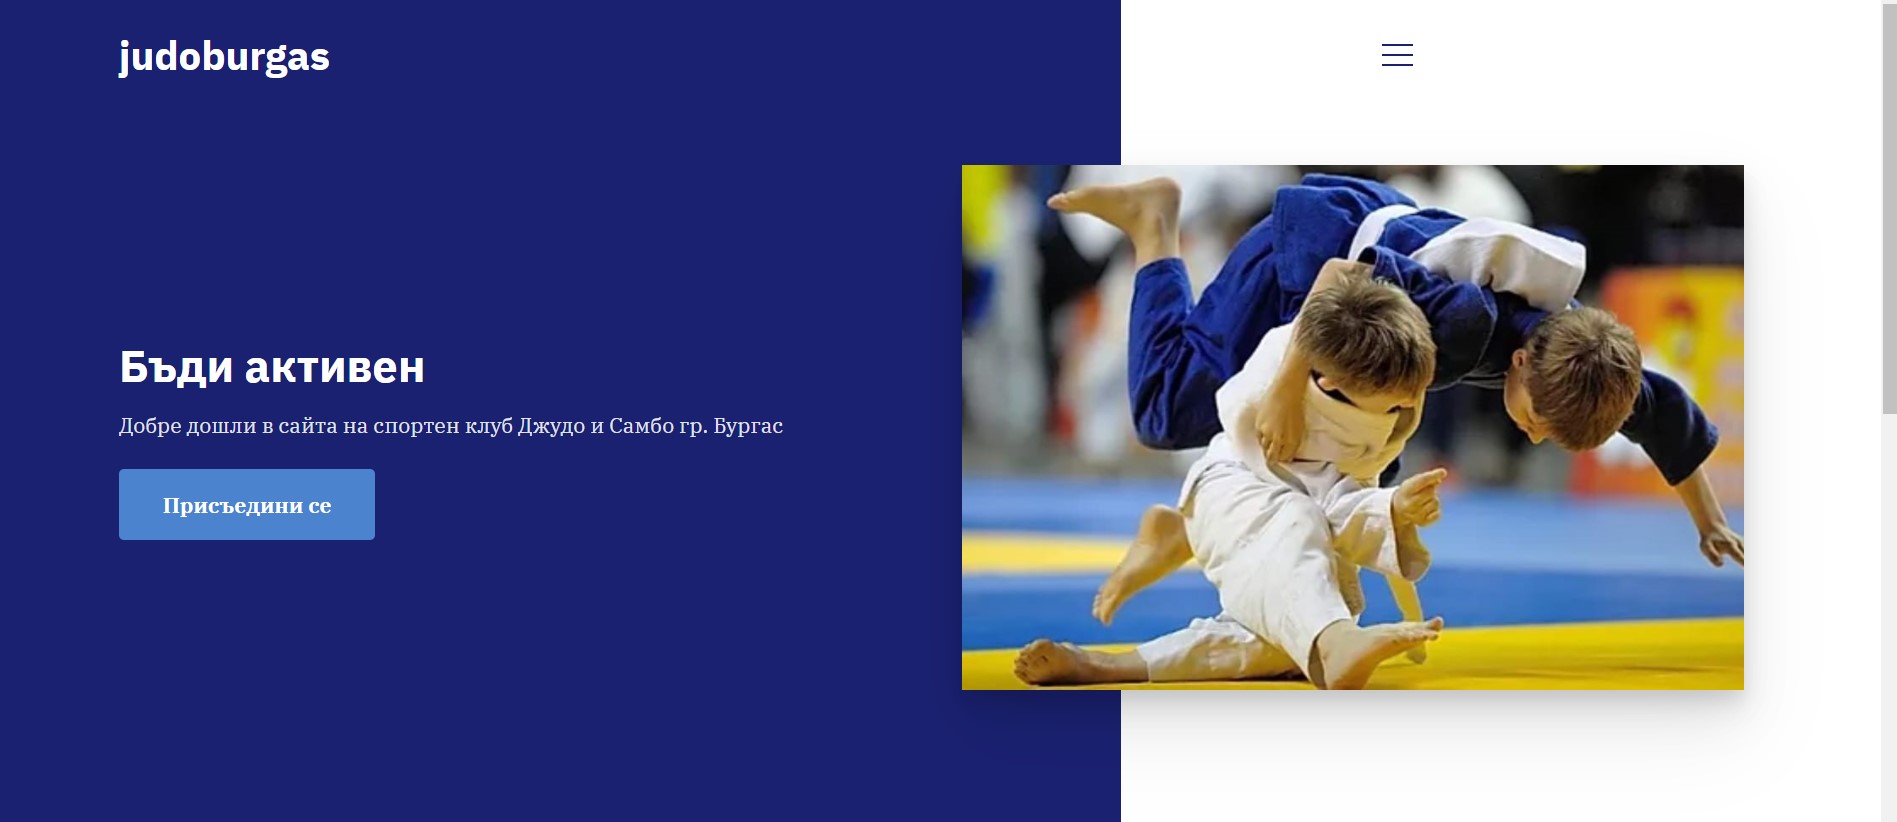 judoburgas
Бъди активен
Добре дошли в сайта на спортен клуб Джудо и Самбо гр. Бургас
Присъедини се